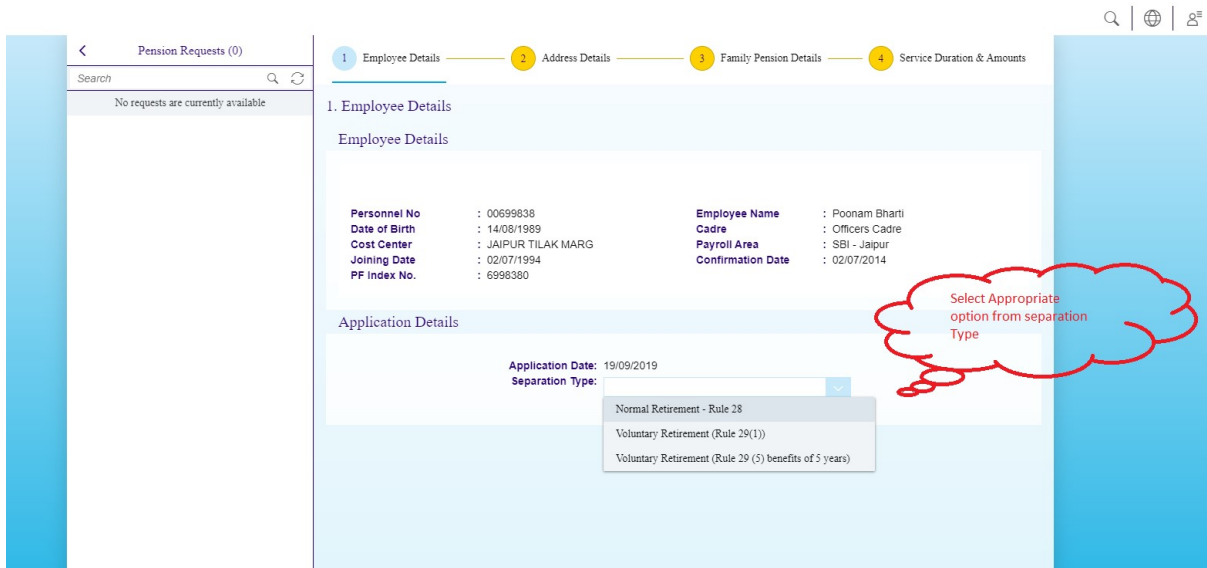 Pension Requests (0)
Search
No requests are currently available
1 Employee Details
2 Address Details
3 Family Pension Details
4 Service Duration & Amounts
1. Employee Details
Employee Details
Personnel No : 00699838
Employee Name : Poonam Bharti
Date of Birth : 14/08/1989
Cadre : Officers Cadre
Cost Center : JAIPUR TILAK MARG
Payroll Area : SBI - Jaipur
Joining Date : 02/07/1994
Confirmation Date : 02/07/2014
PF Index No. : 6998380
Select Appropriate
option from separation
Type
Application Details
Application Date: 19/09/2019
Separation Type:
Normal Retirement - Rule 28
Voluntary Retirement (Rule 29(1))
Voluntary Retirement (Rule 29 (5) benefits of 5 years)